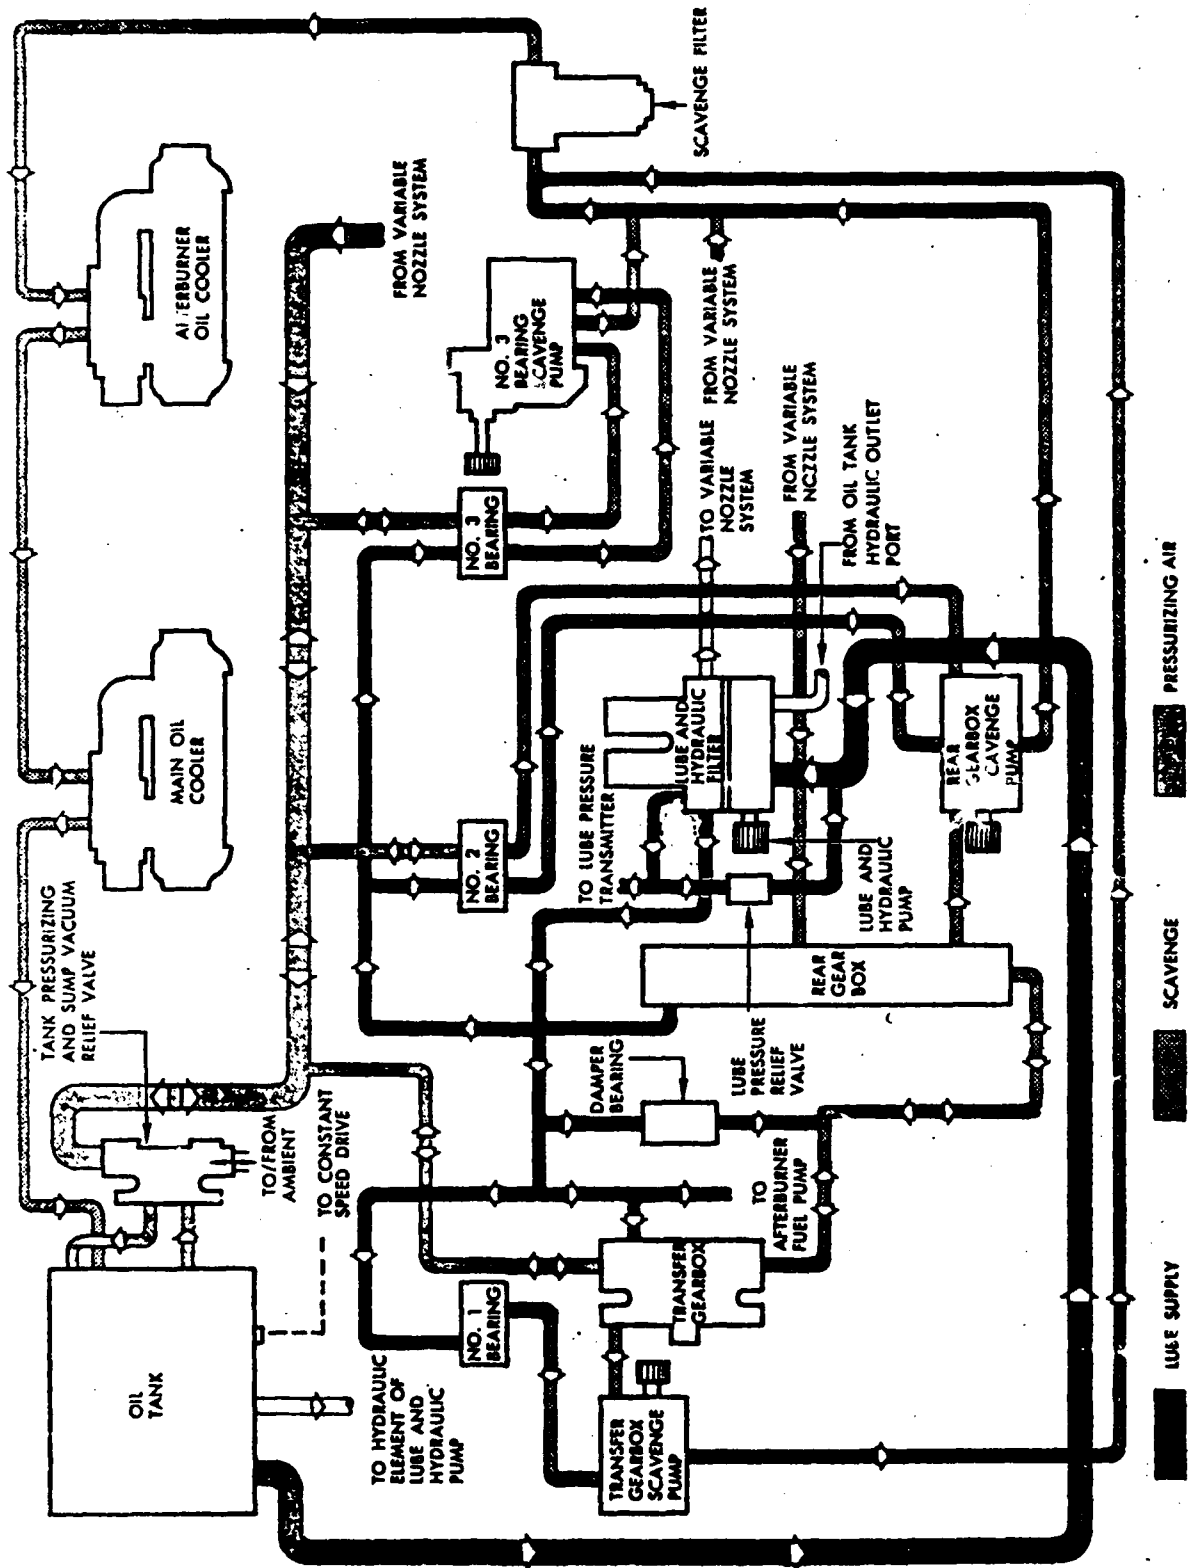 OIL
TANK
TANK PRESSURIZING
AND SUMP VACUUM
RELIEF VALVE
MAIN OIL
COOLER
AFTERBURNER
OIL COOLER
TO/FROM
AMBIENT
TO CONSTANT
SPEED DRIVE
FROM VARIABLE
NOZZLE SYSTEM
TO HYDRAULIC
ELEMENT OF
LUBE AND
HYDRAULIC
PUMP
NO. 1
BEARING
NO. 2
BEARING
NO. 3
BEARING
NO. 3
BEARING
SCAVENGE
PUMP
DAMPER
BEARING
TO LUBE PRESSURE
TRANSMITTER
LUBE AND
HYDRAULIC
FILTER
TO VARIABLE
NOZZLE
SYSTEM
FROM VARIABLE
NOZZLE SYSTEM
SCAVENGE FILTER
TRANSFER
GEARBOX
SCAVENGE
PUMP
TRANSFER
GEARBOX
TO
AFTERBURNER
FUEL PUMP
LUBE
PRESSURE
RELIEF
VALVE
REAR
GEAR
BOX
LUBE AND
HYDRAULIC
PUMP
FROM VARIABLE
NOZZLE SYSTEM
FROM OIL TANK
HYDRAULIC OUTLET
PORT
REAR
GEARBOX
SCAVENGE
PUMP
LUBE SUPPLY
SCAVENGE
PRESSURIZING AIR